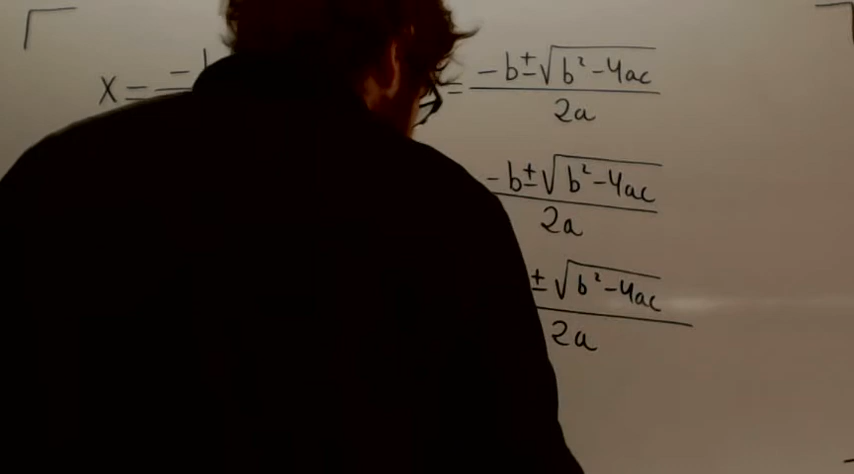 x = - = -b±√b²-4ac
2a
-b±√b²-4ac
2a
±√b²-4ac
2a